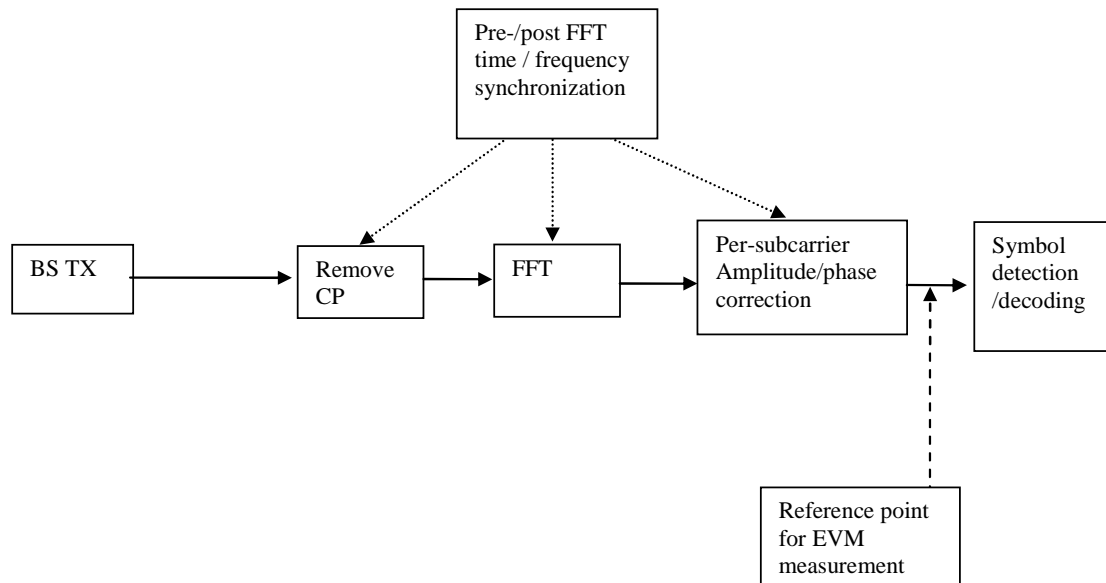 Pre-/post FFT
time / frequency
synchronization
BS TX
Remove
CP
FFT
Per-subcarrier
Amplitude/phase
correction
Symbol
detection
/decoding
Reference point
for EVM
measurement